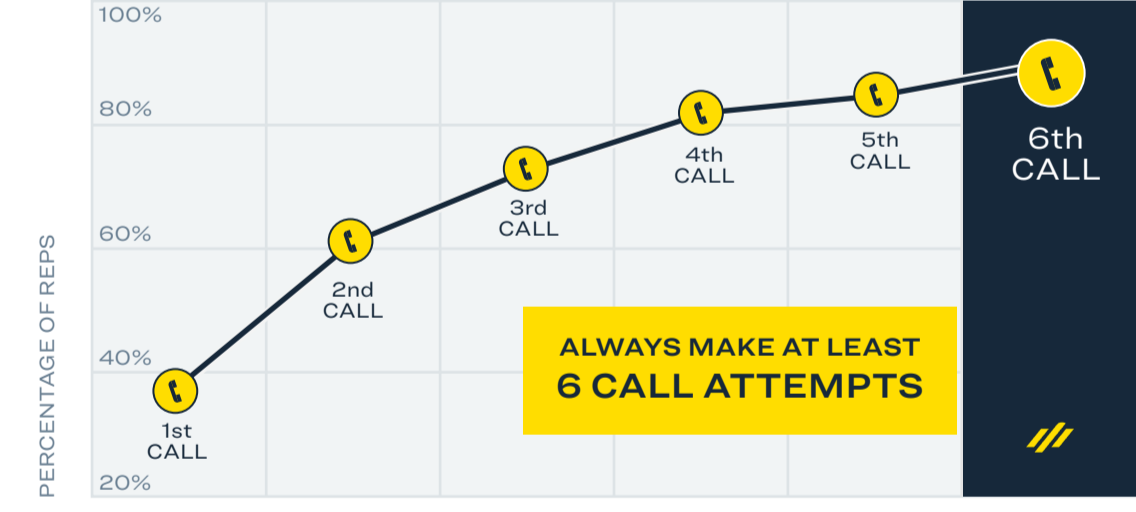 100%
80%
60%
40%
20%
PERCENTAGE OF REPS
1st
CALL
2nd
CALL
3rd
CALL
4th
CALL
5th
CALL
6th
CALL
ALWAYS MAKE AT LEAST
6 CALL ATTEMPTS